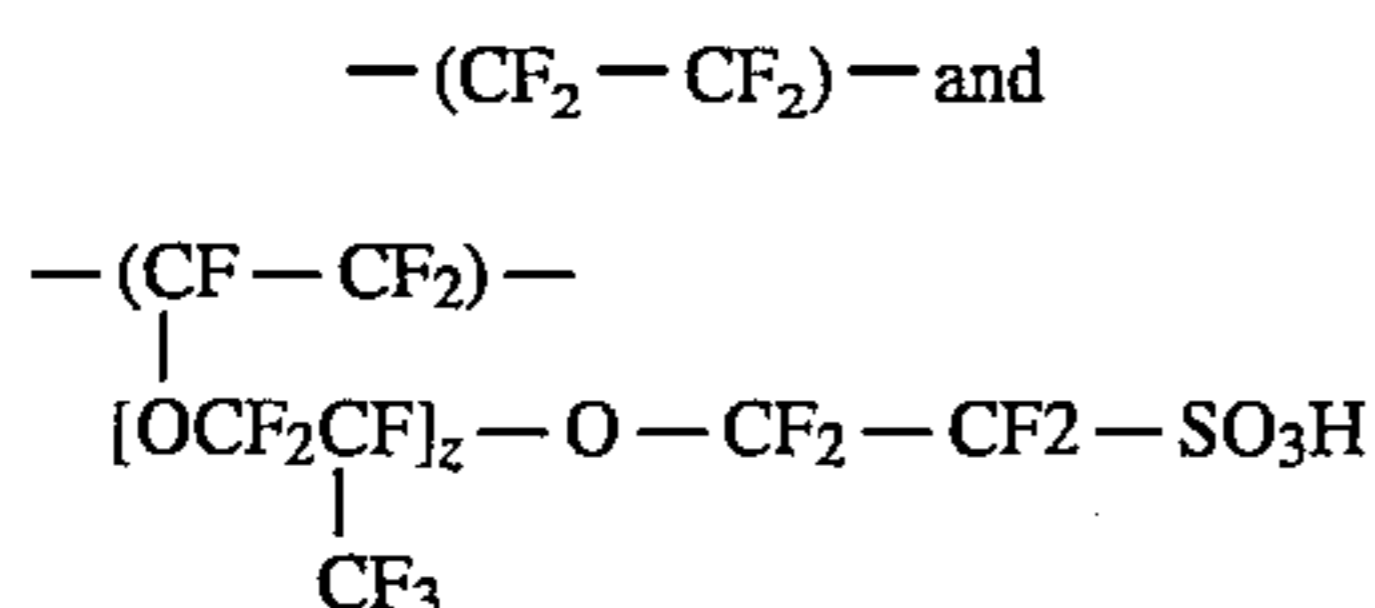 —(CF₂—CF₂)—and
—(CF—CF₂)—
[OCF₂CF]z—O—CF₂—CF2—SO₃H
CF₃